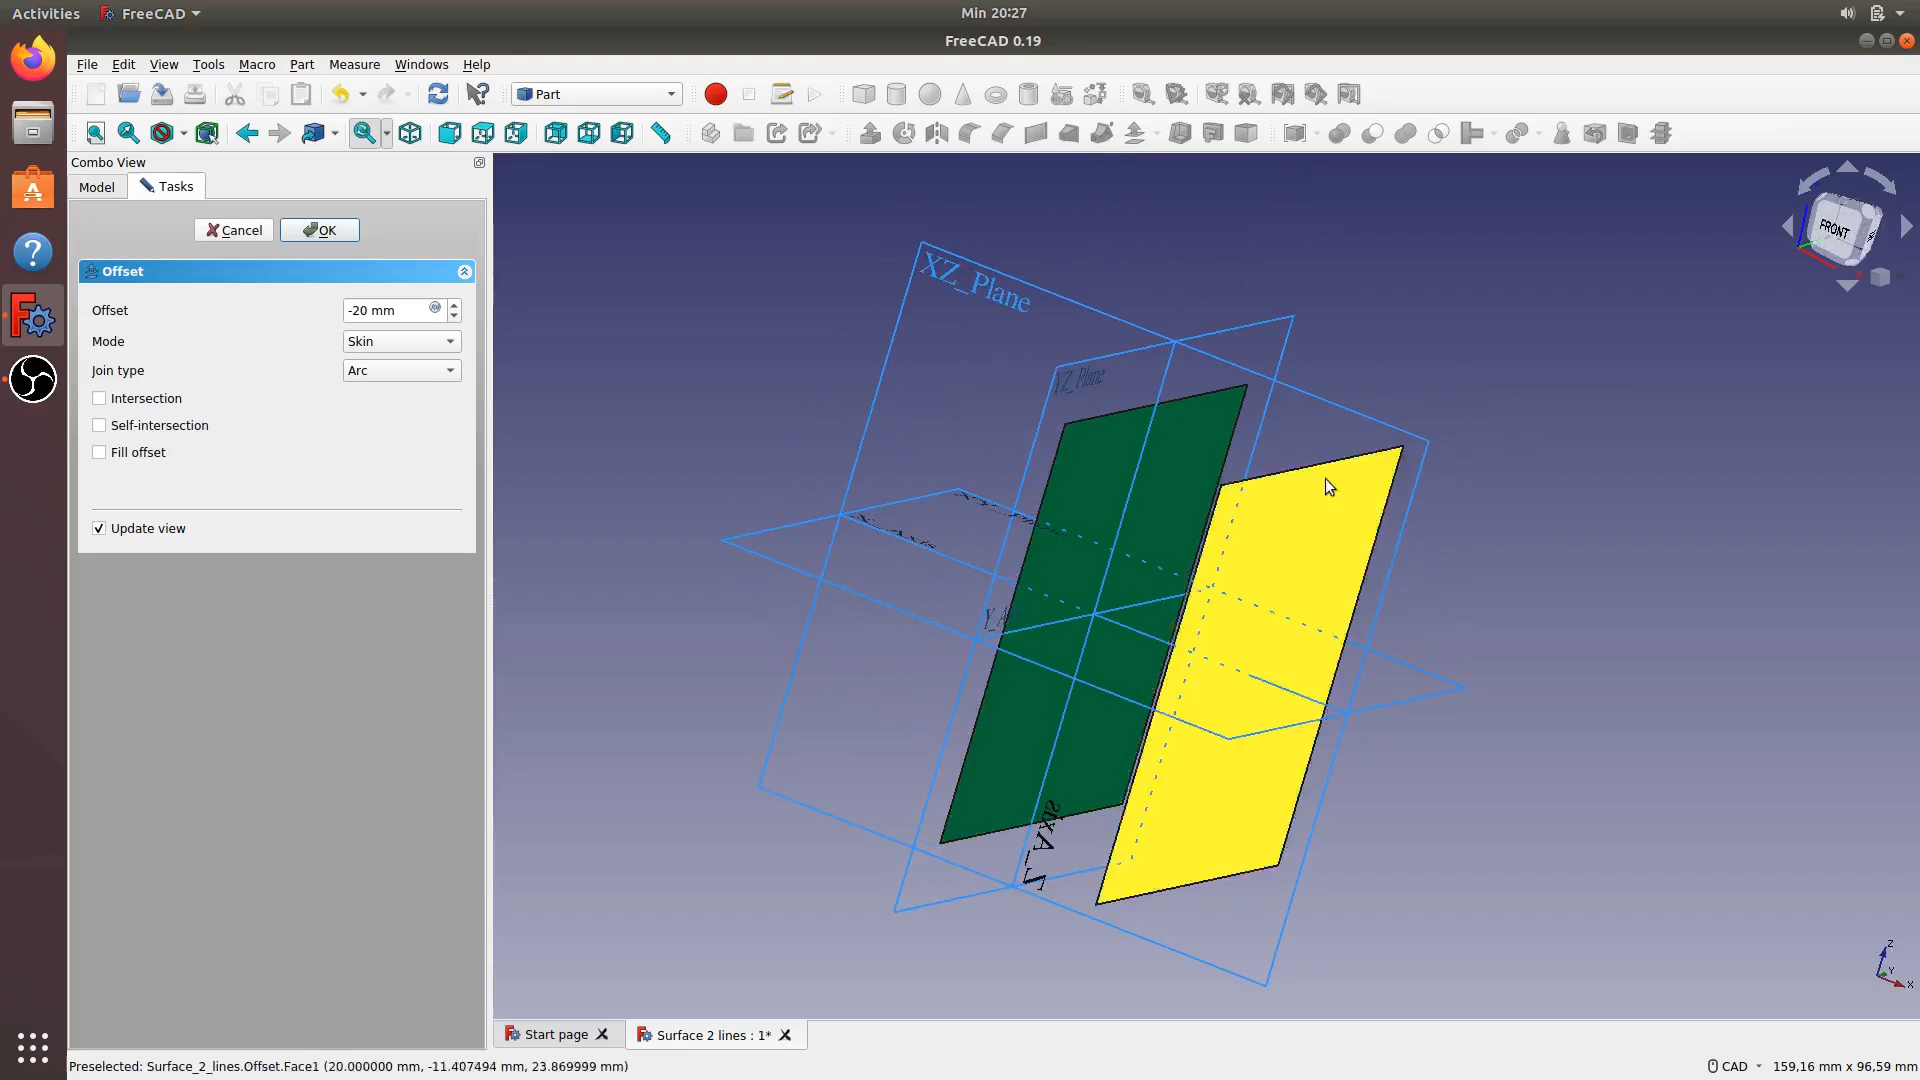 Activities FreeCAD Min 20:27
FreeCAD 0.19
File Edit View Tools Macro Part Measure Windows Help
Part
Combo View
Model Tasks
Cancel OK
Offset
Offset -20 mm
Mode Skin
Join type Arc
Intersection
Self-intersection
Fill offset
Update view
XZ_Plane
YZ_Plane
Y_A
Z_Axis
FRONT
Z
Y
X
Start page Surface 2 lines : 1*
Preselected: Surface_2_lines.Offset.Face1 (20.000000 mm, -11.407494 mm, 23.869999 mm) CAD 159,16 mm x 96,59 mm